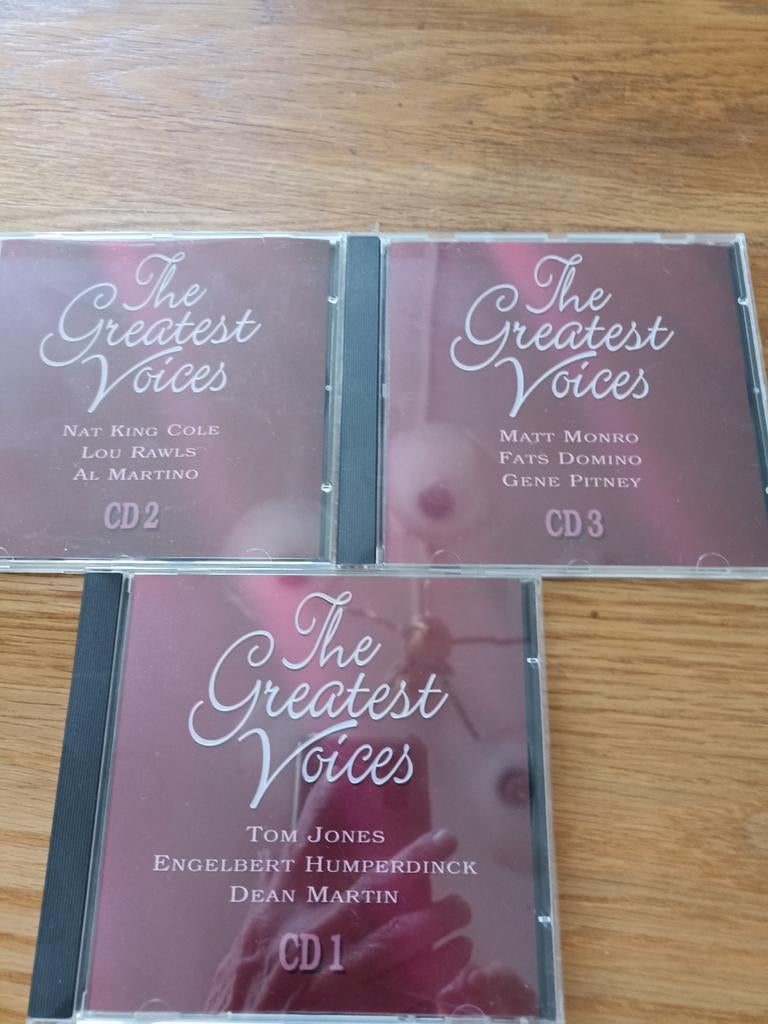 The
Greatest
Voices
NAT KING COLE
LOU RAWLS
AL MARTINO
CD 2
The
Greatest
Voices
MATT MONRO
FATS DOMINO
GENE PITNEY
CD 3
The
Greatest
Voices
TOM JONES
ENGELBERT HUMPERDINCK
DEAN MARTIN
CD 1